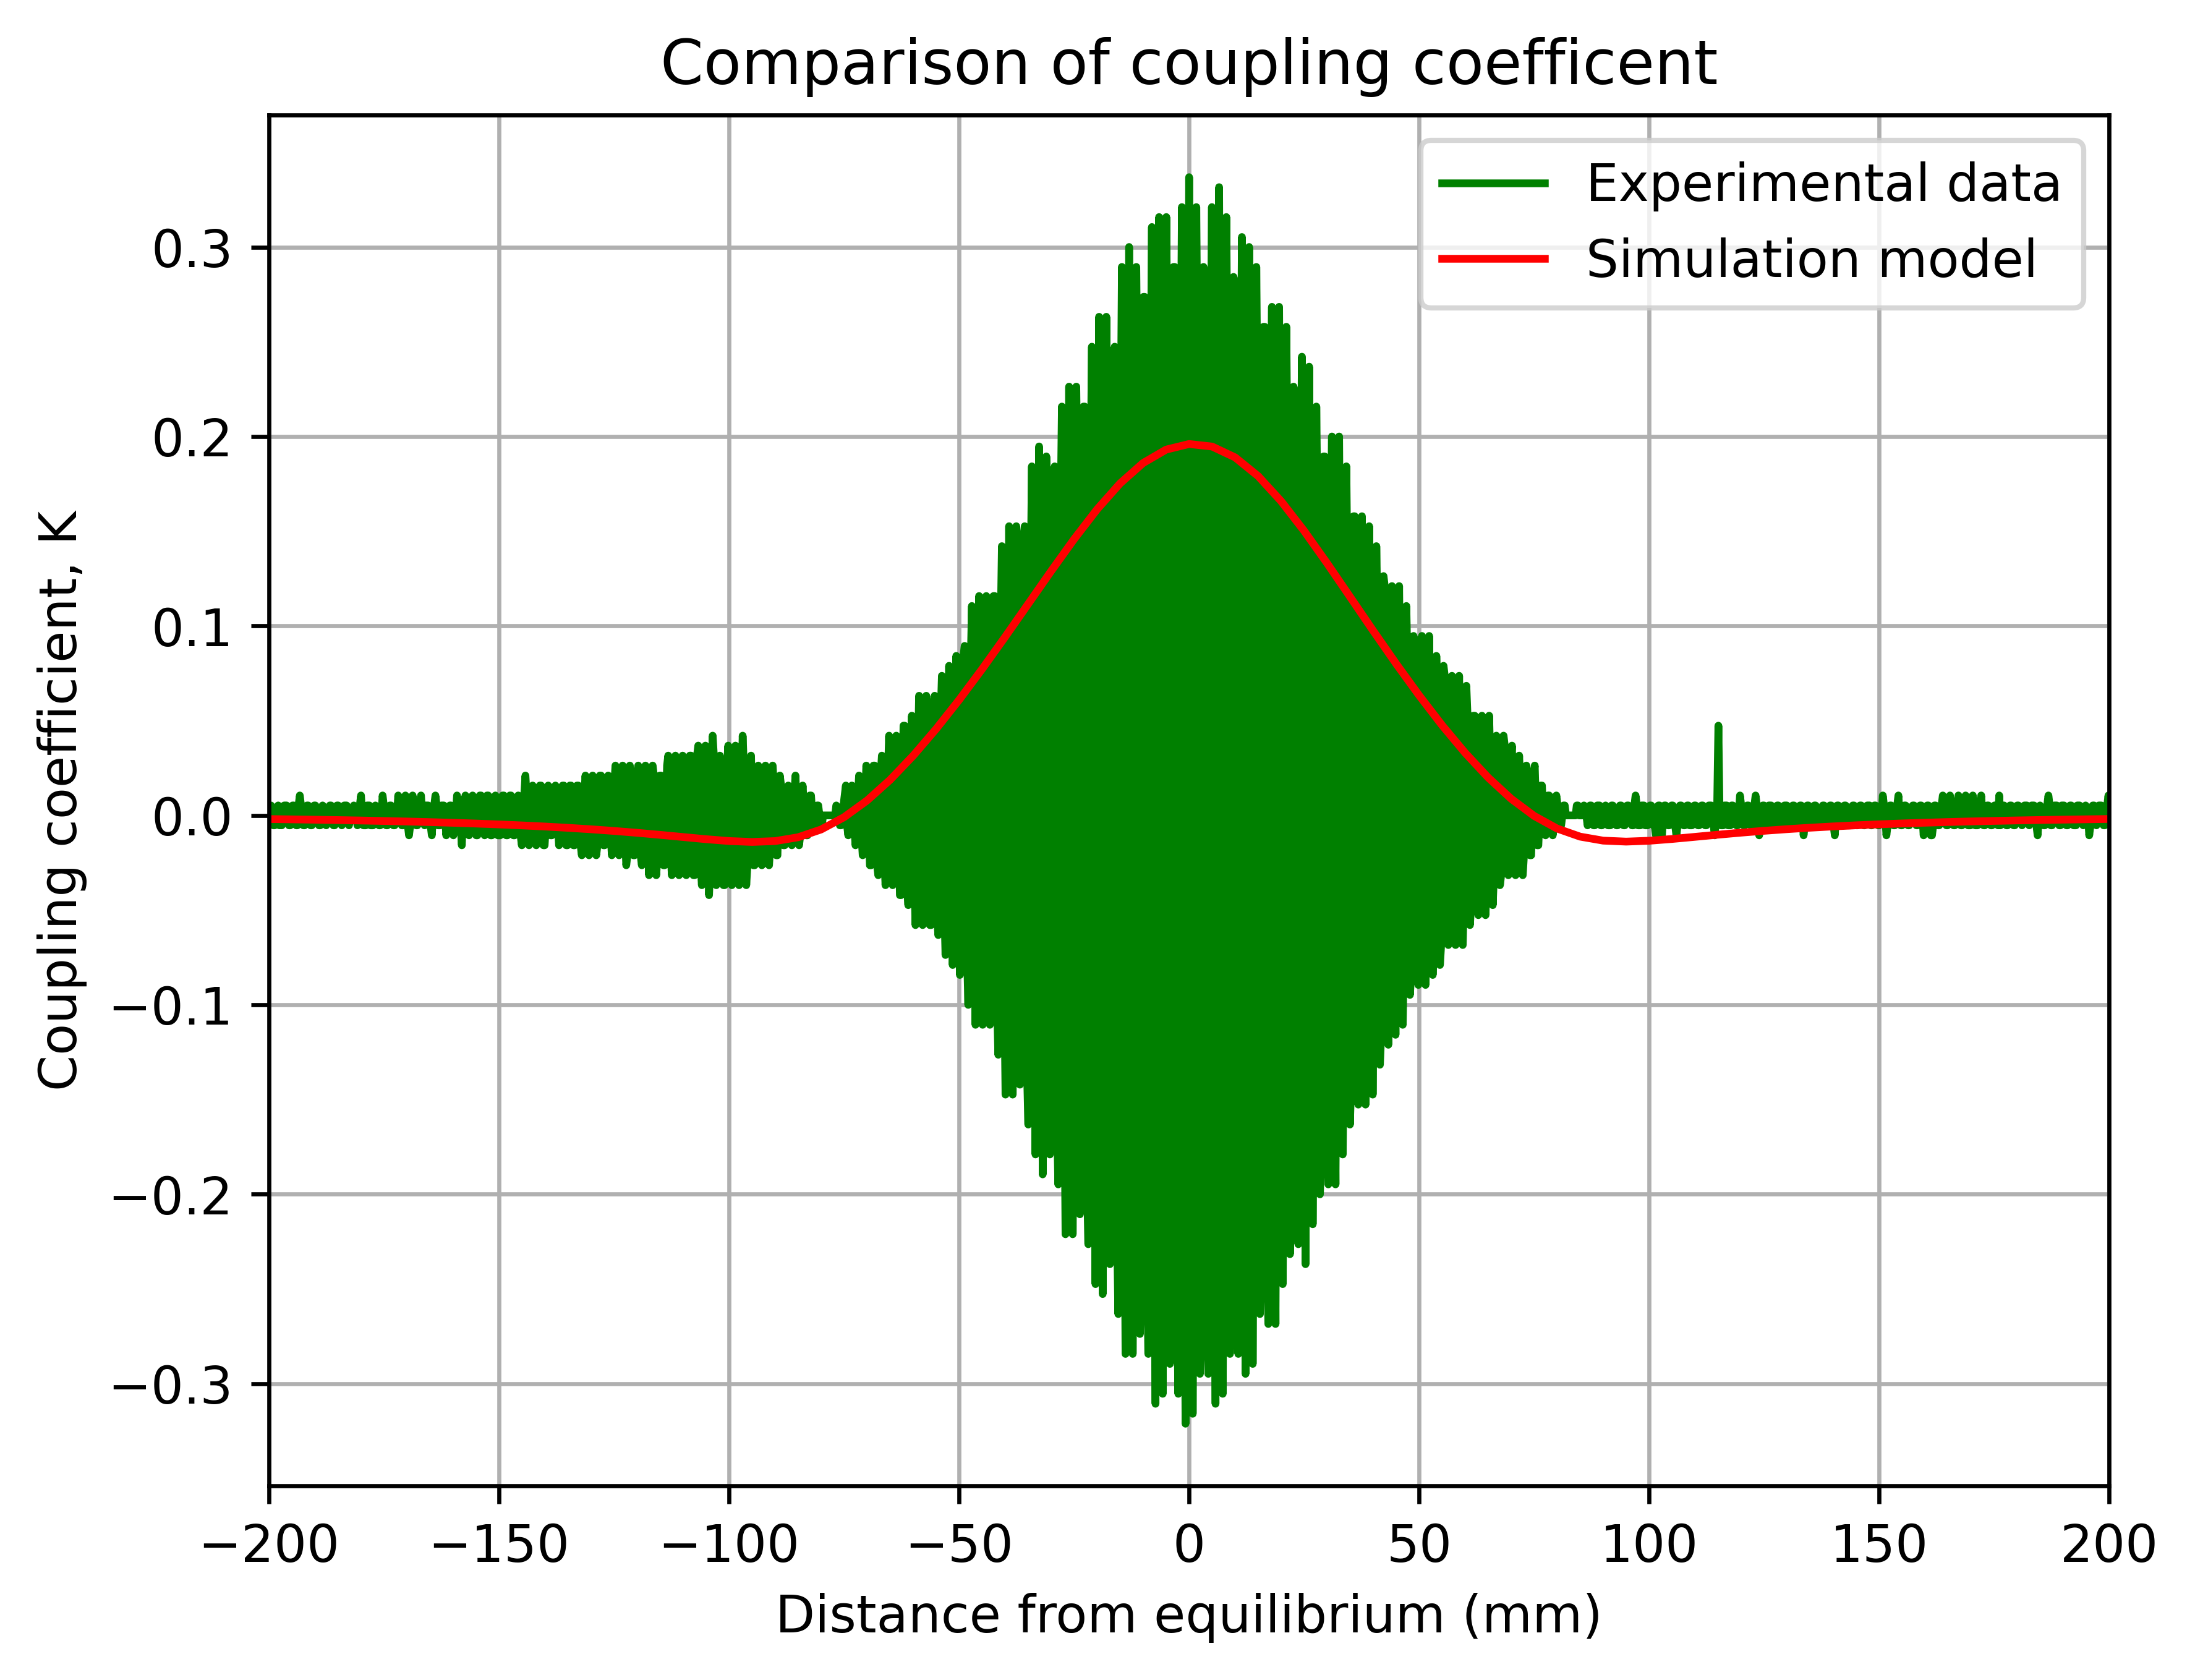 Comparison of coupling coefficent
Experimental data
Simulation model
0.3
0.2
0.1
0.0
−0.1
−0.2
−0.3
Coupling coefficient, K
−200 −150 −100 −50 0 50 100 150 200
Distance from equilibrium (mm)